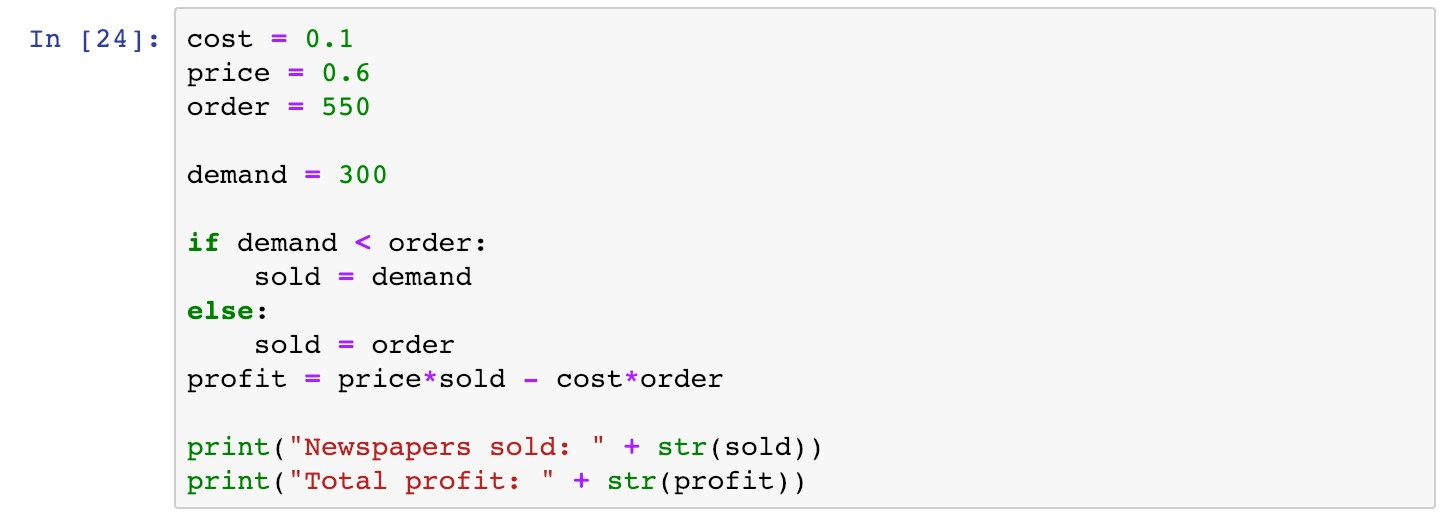 In [24]: cost = 0.1
price = 0.6
order = 550
demand = 300
if demand < order:
    sold = demand
else:
    sold = order
profit = price*sold - cost*order
print("Newspapers sold: " + str(sold))
print("Total profit: " + str(profit))